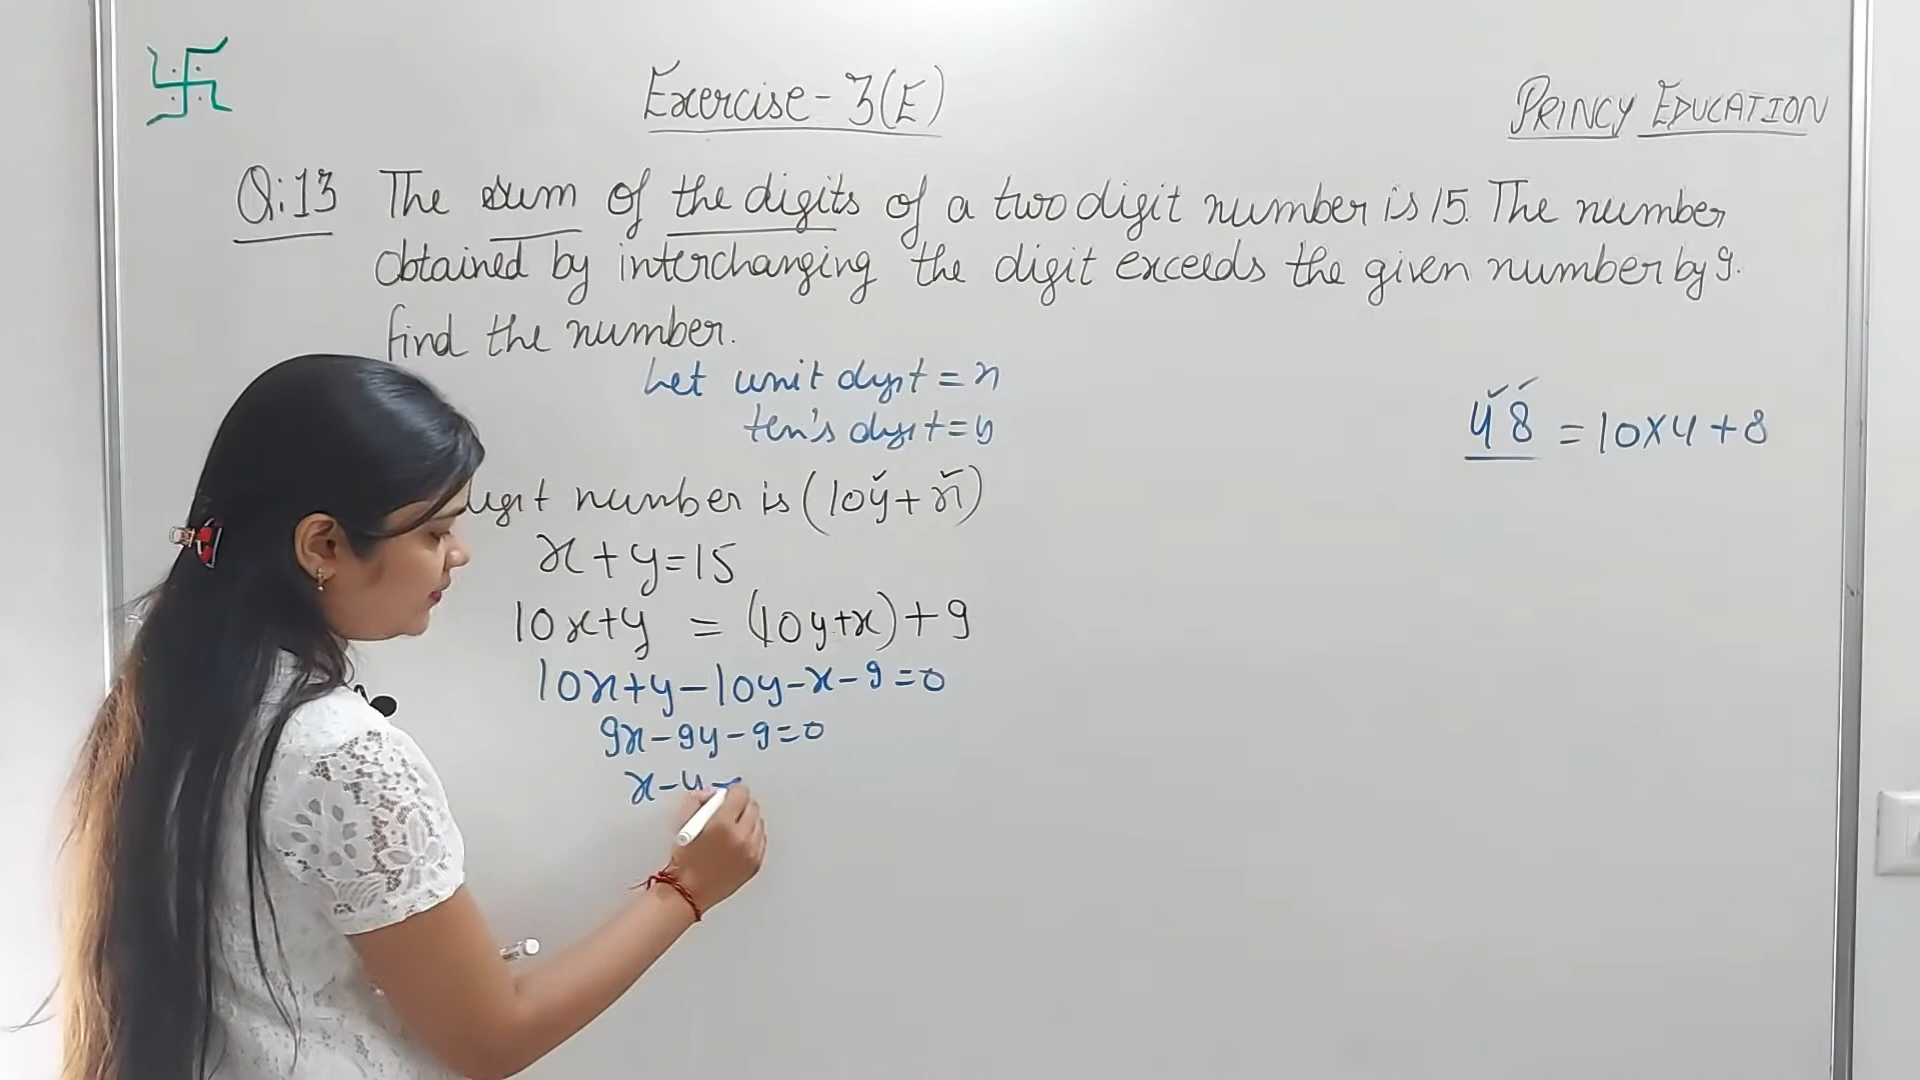 Exercise - 3(E)
PRINCY EDUCATION
Q:13 The sum of the digits of a two digit number is 15. The number
obtained by interchanging the digit exceeds the given number by 9.
find the number.
Let unit digit = x
ten's digit = y
48 = 10×4+8
digit number is (10y + x)
x + y = 15
10x+y = (10y+x) + 9
10x+y-10y-x-9=0
9x-9y-9=0
x-y-